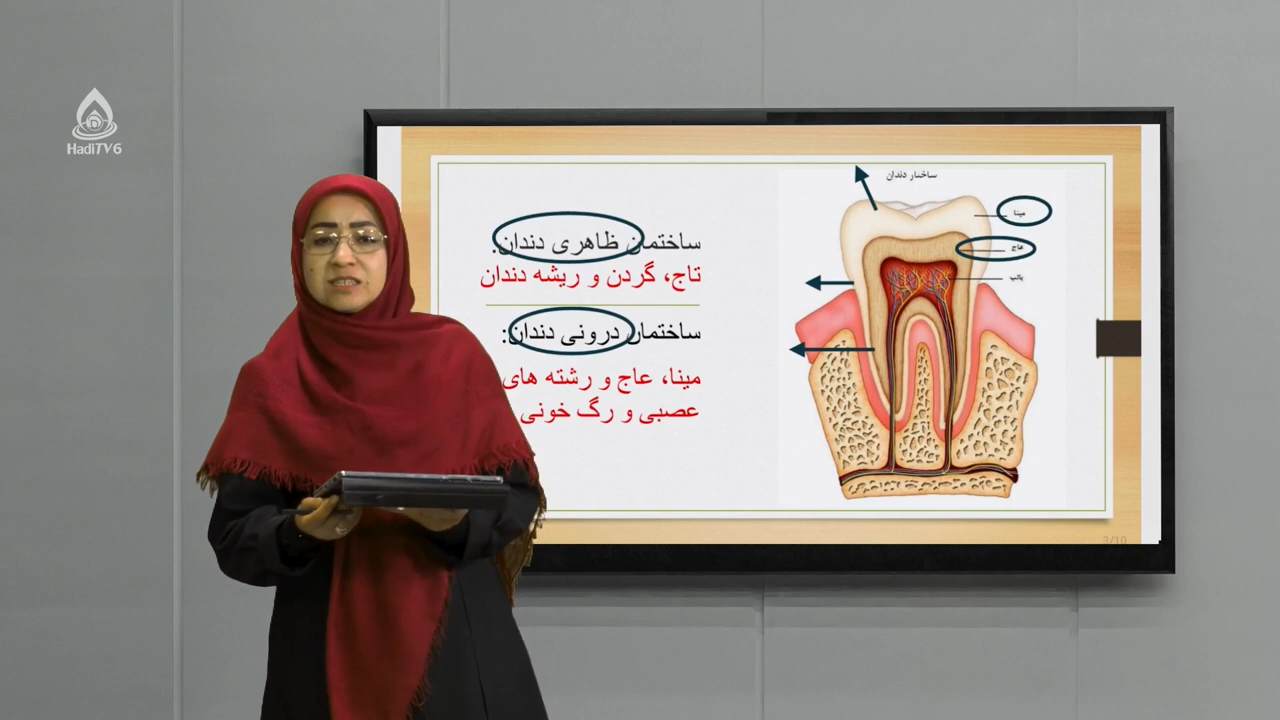 HadiTV6
ساختمان ظاهری دندان:
تاج، گردن و ریشه دندان
ساختمان درونی دندان:
مینا، عاج و رشته های
عصبی و رگ خونی
ساختار دندان
مینا
عاج
پالپ
3/10